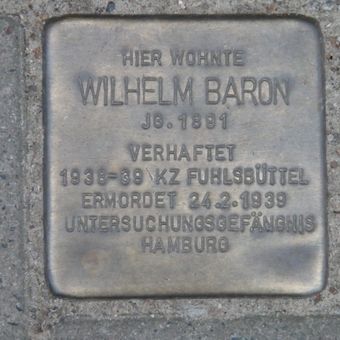 HIER WOHNTE
WILHELM BARON
JG. 1891
VERHAFTET
1938-39 KZ FUHLSBÜTTEL
ERMORDET 24.2.1939
UNTERSUCHUNGSGEFÄNGNIS
HAMBURG